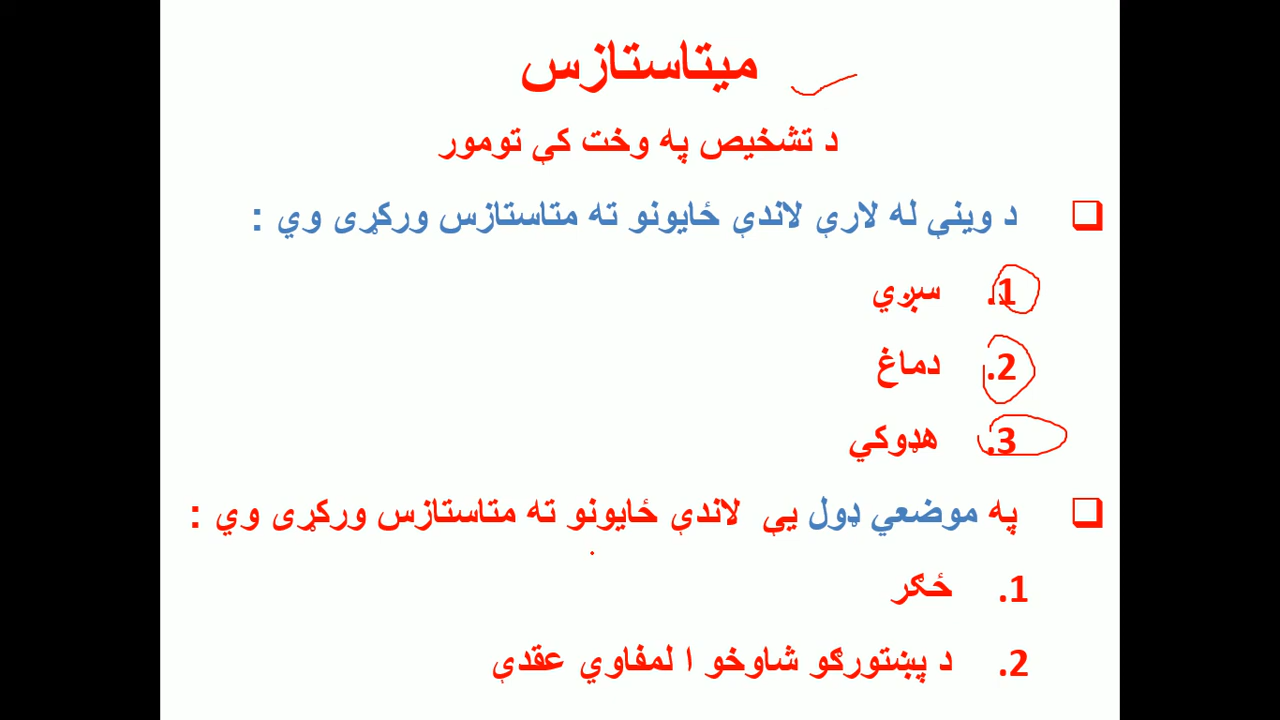 میتاستازس
د تشخیص په وخت کې تومور
❑ د وینې له لارې لاندې ځایونو ته متاستازس ورکړی وي :
1. سږي
2. دماغ
3. هډوکي
❑ په موضعي ډول یې لاندې ځایونو ته متاستازس ورکړی وي :
1. ځګر
2. د پښتورګو شاوخو ا لمفاوي عقدې